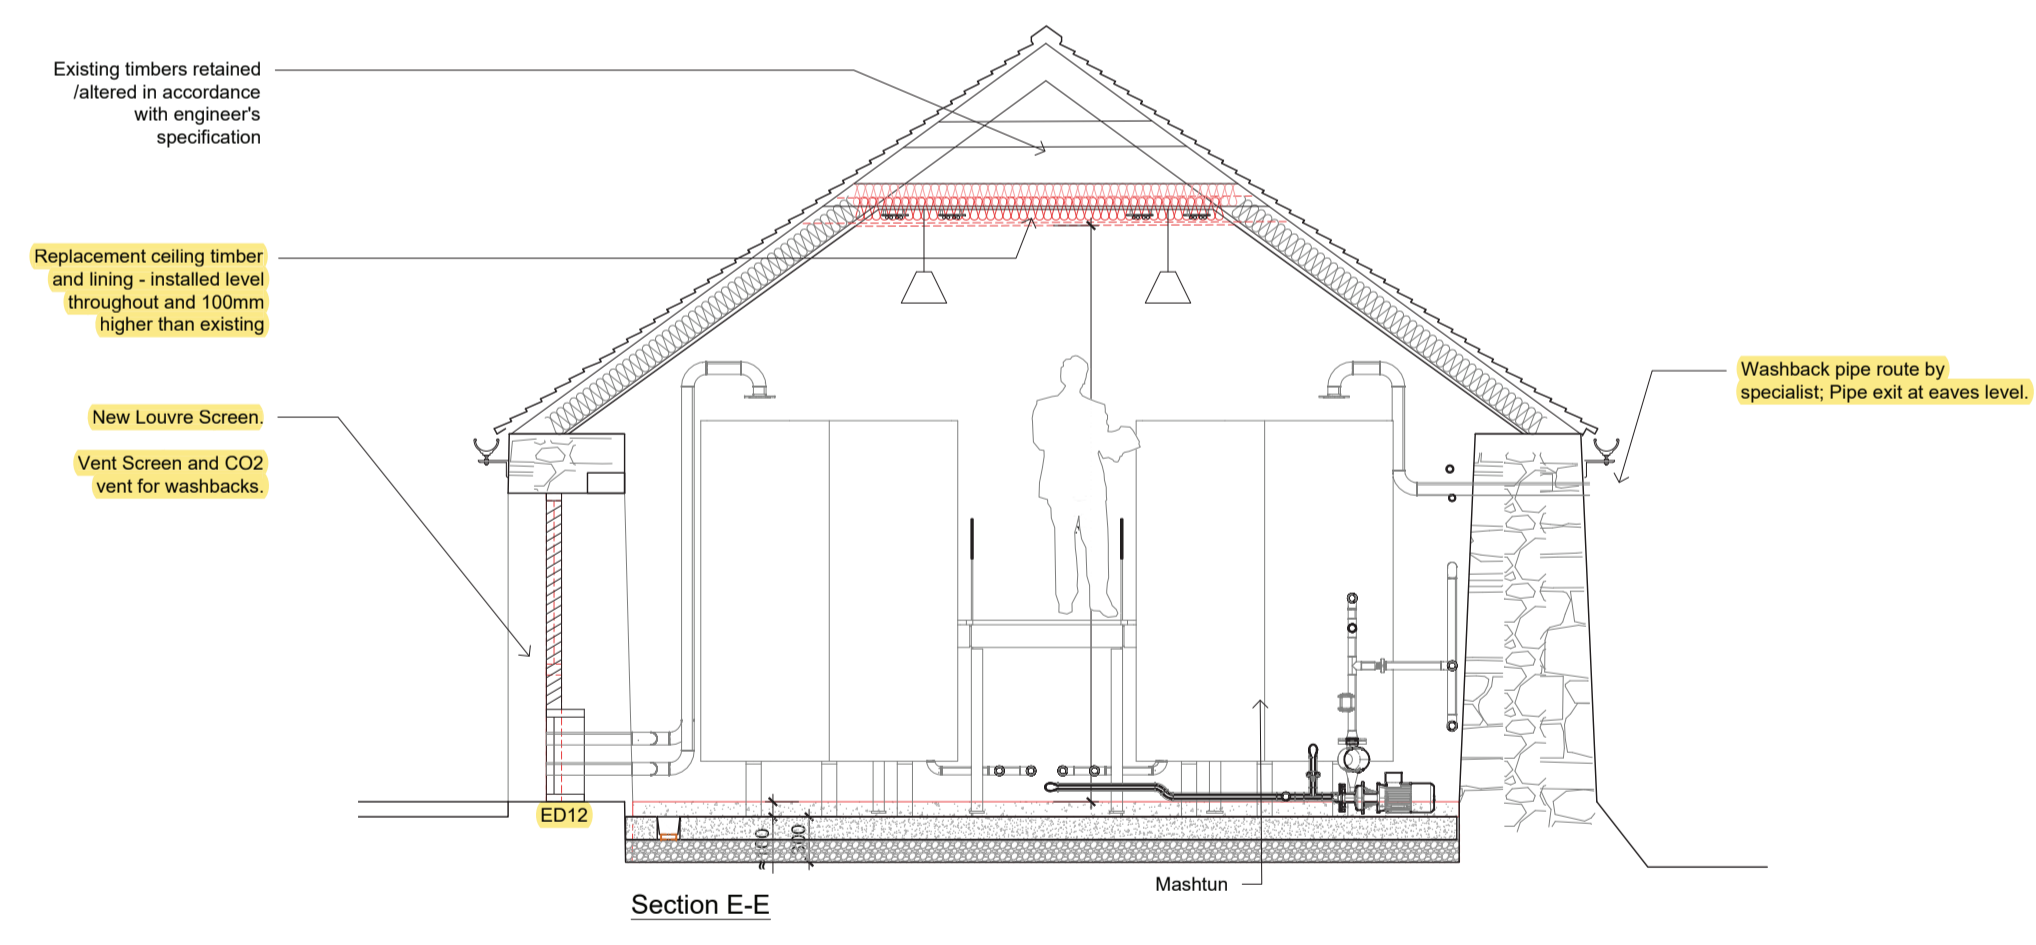 Existing timbers retained
/altered in accordance
with engineer's
specification
Replacement ceiling timber
and lining - installed level
throughout and 100mm
higher than existing
New Louvre Screen.
Vent Screen and CO2
vent for washbacks.
Washback pipe route by
specialist; Pipe exit at eaves level.
ED12
≈100
300
Mashtun
Section E-E